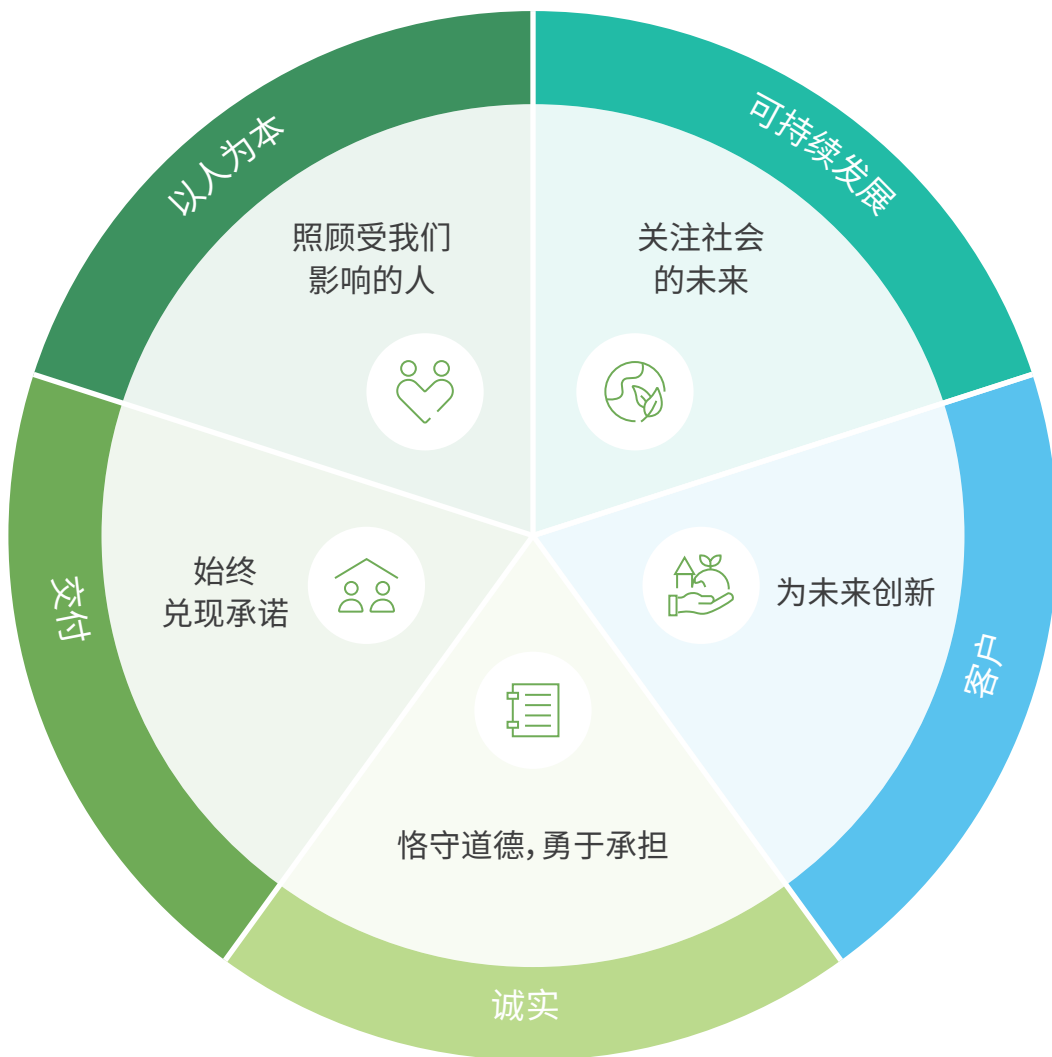 以人为本
照顾受我们
影响的人
可持续发展
关注社会
的未来
客户
为未来创新
诚实
恪守道德，勇于承担
交付
始终
兑现承诺